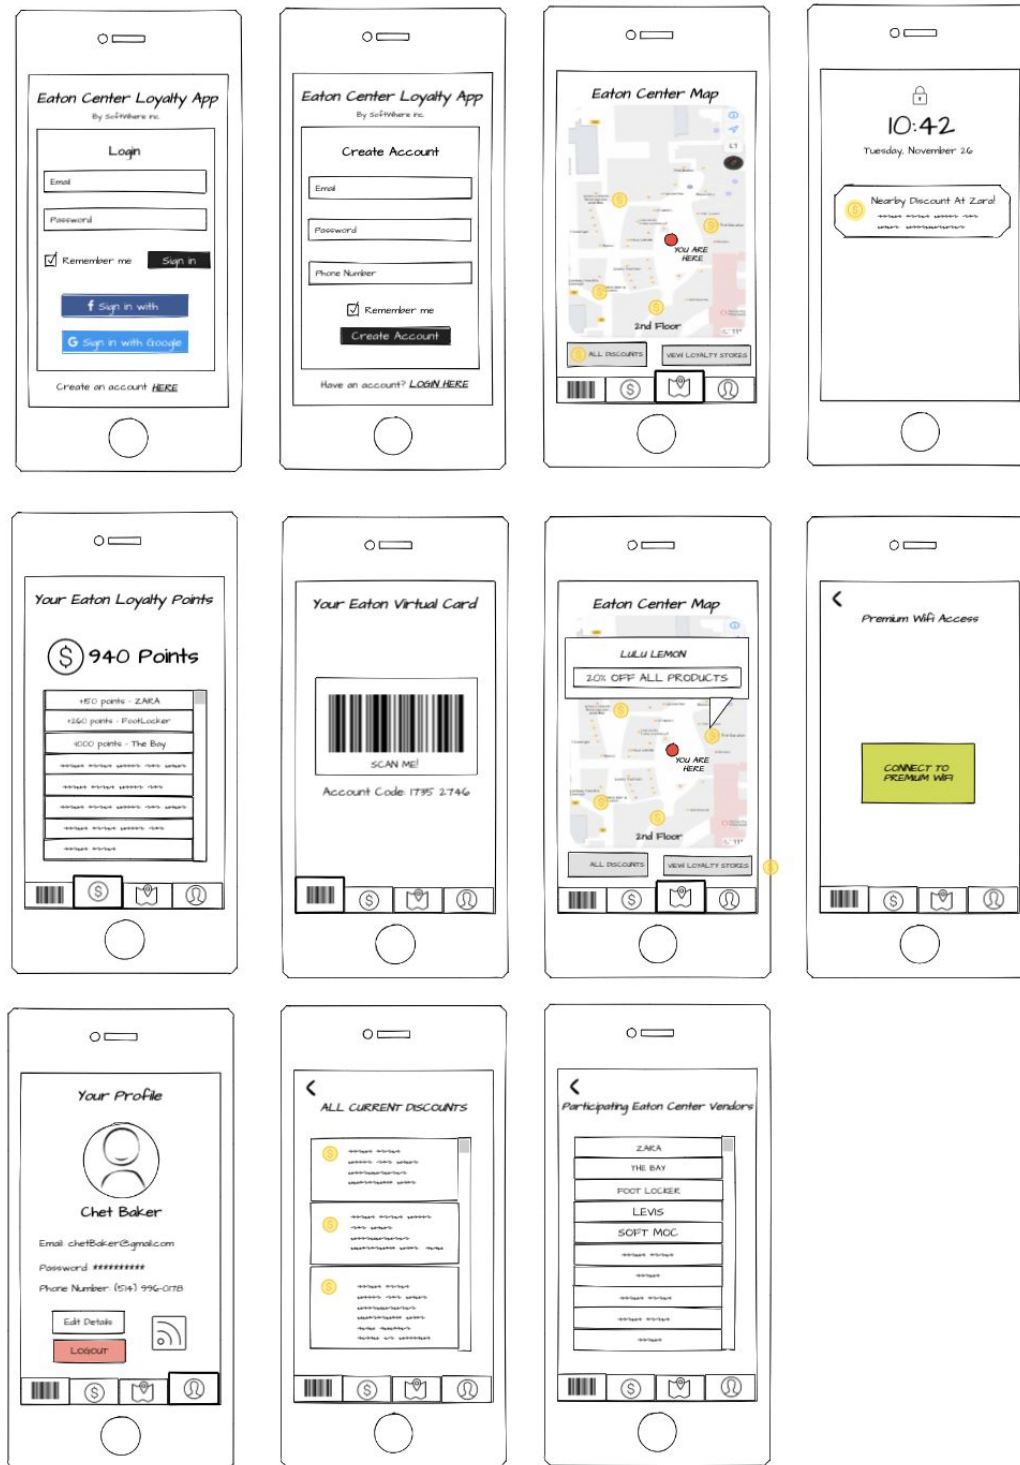 Eaton Center Loyalty App
By SoftWhere inc.
Login
Email
Password
Remember me
Sign in
f Sign in with
G Sign in with Google
Create an account HERE
Eaton Center Loyalty App
By SoftWhere inc.
Create Account
Email
Password
Phone Number
Remember me
Create Account
Have an account? LOGIN HERE
Eaton Center Map
L1
YOU ARE
HERE
2nd Floor
11°
ALL DISCOUNTS
VIEW LOYALTY STORES
10:42
Tuesday, November 26
Nearby Discount At Zara!
Your Eaton Loyalty Points
940 Points
+150 points - ZARA
+260 points - FootLocker
-1000 points - The Bay
Your Eaton Virtual Card
SCAN ME!
Account Code: 1735 2746
Eaton Center Map
LULU LEMON
20% OFF ALL PRODUCTS
YOU ARE
HERE
2nd Floor
11°
ALL DISCOUNTS
VIEW LOYALTY STORES
Premium Wifi Access
CONNECT TO
PREMIUM WIFI
Your Profile
Chet Baker
Email: chetBaker@gmail.com
Password: **********
Phone Number: (514) 996-0178
Edit Details
LOGOUT
ALL CURRENT DISCOUNTS
Participating Eaton Center Vendors
ZARA
THE BAY
FOOT LOCKER
LEVIS
SOFT MOC